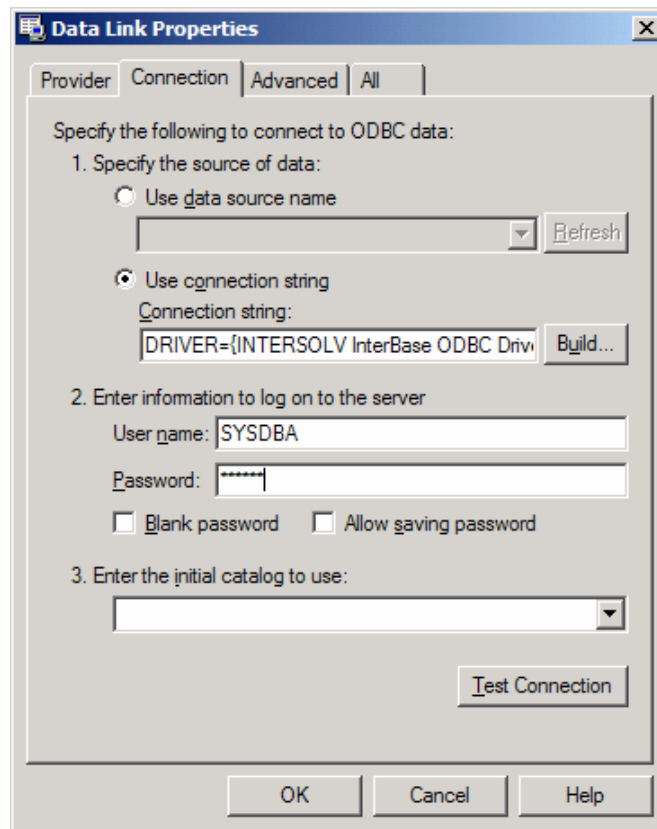 Data Link Properties
Provider Connection Advanced All
Specify the following to connect to ODBC data:
1. Specify the source of data:
Use data source name
Refresh
Use connection string
Connection string:
DRIVER={INTERSOLV InterBase ODBC Drive Build...
2. Enter information to log on to the server
User name: SYSDBA
Password: ******
Blank password Allow saving password
3. Enter the initial catalog to use:
Test Connection
OK Cancel Help